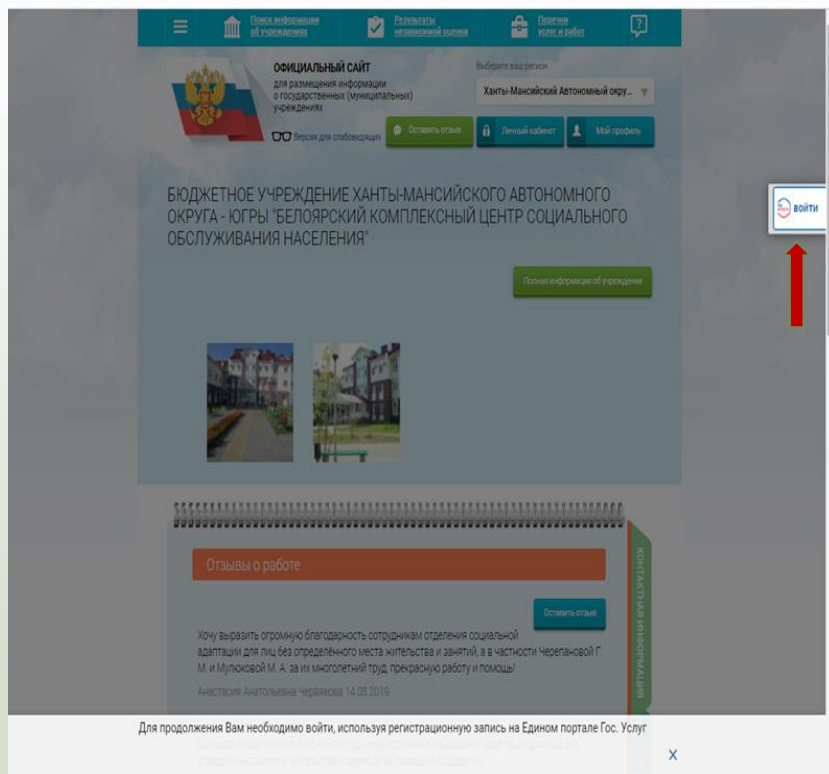 Поиск информации
об учреждениях
Результаты
независимой оценки
Перечни
услуг и работ
ОФИЦИАЛЬНЫЙ САЙТ
для размещения информации
о государственных (муниципальных)
учреждениях
Версия для слабовидящих
Оставить отзыв
Выберите ваш регион
Ханты-Мансийский Автономный окру...
Личный кабинет
Мой профиль
БЮДЖЕТНОЕ УЧРЕЖДЕНИЕ ХАНТЫ-МАНСИЙСКОГО АВТОНОМНОГО
ОКРУГА - ЮГРЫ "БЕЛОЯРСКИЙ КОМПЛЕКСНЫЙ ЦЕНТР СОЦИАЛЬНОГО
ОБСЛУЖИВАНИЯ НАСЕЛЕНИЯ"
ВОЙТИ
Полная информация об учреждении
Отзывы о работе
КОНТАКТНАЯ ИНФОРМАЦИЯ
Оставить отзыв
Хочу выразить огромную благодарность сотрудникам отделения социальной
адаптации для лиц без определённого места жительства и занятий, а в частности Черепановой Г.
М. и Мулюковой М. А. за их многолетний труд, прекрасную работу и помощь!
Анастасия Анатольевна Червякова 14.08.2019
Для продолжения Вам необходимо войти, используя регистрационную запись на Едином портале Гос. Услуг
X